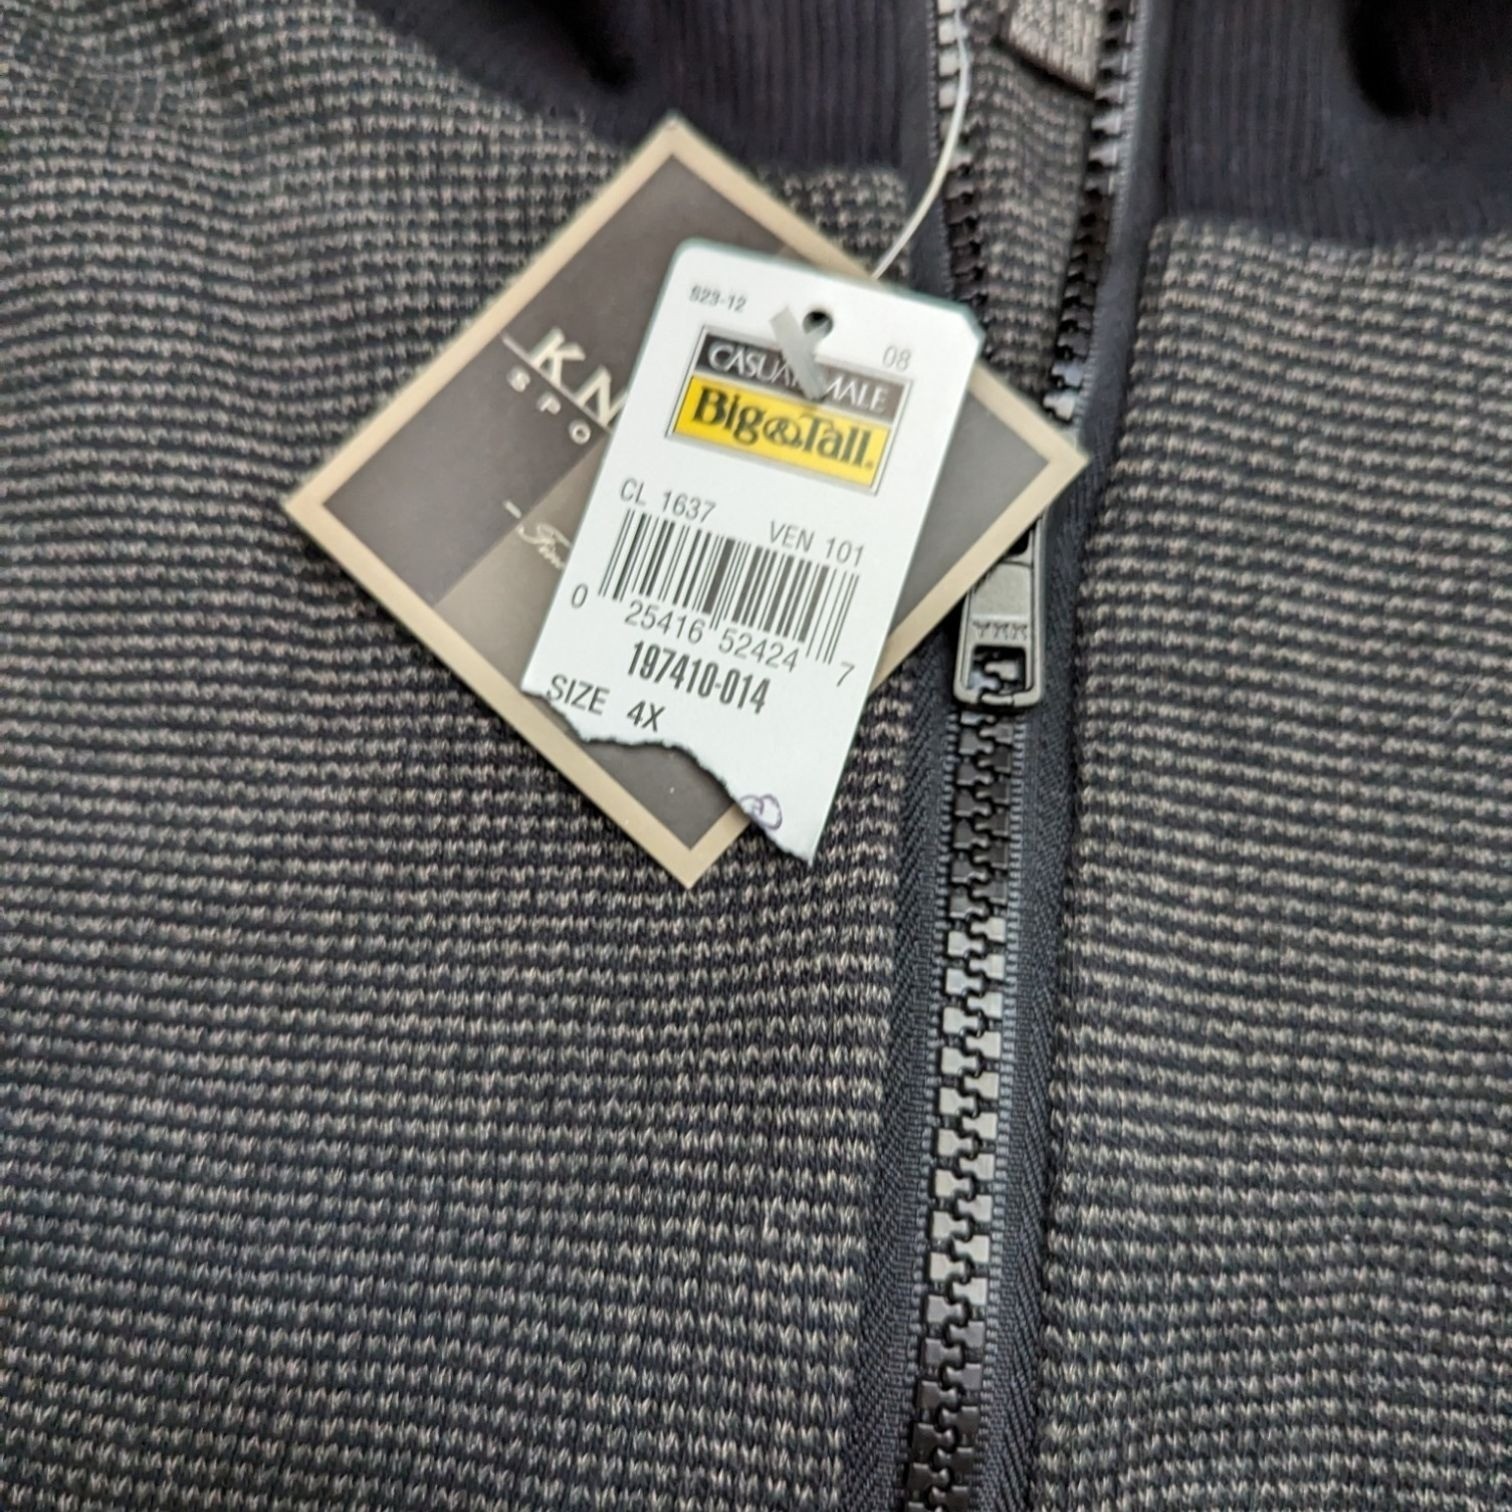 S23-12
08
CASUAL MALE
Big & Tall.
CL 1637
VEN 101
0 25416 52424 7
197410-014
SIZE 4X
KN
SPO
YKK